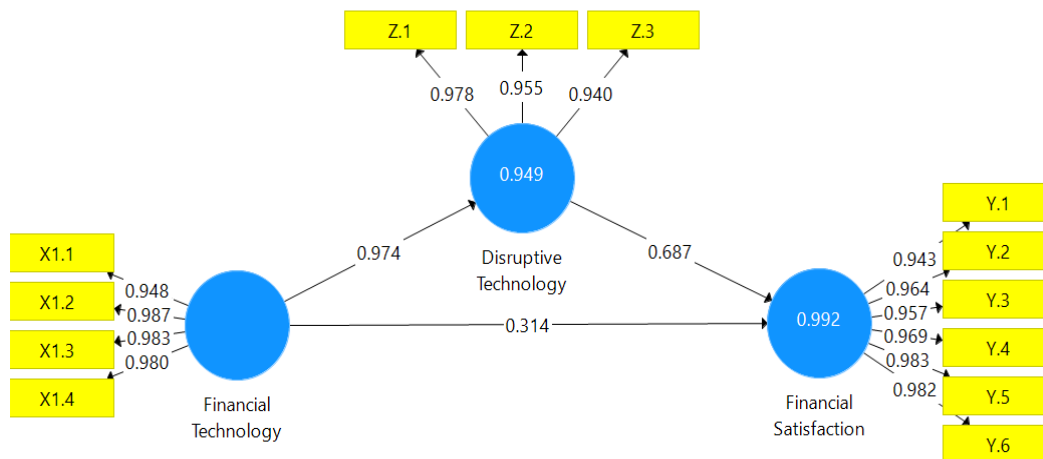 Z.1
Z.2
Z.3
0.978
0.955
0.940
0.949
Disruptive
Technology
0.974
0.687
0.314
X1.1
X1.2
X1.3
X1.4
0.948
0.987
0.983
0.980
Financial
Technology
0.992
Financial
Satisfaction
0.943
0.964
0.957
0.969
0.983
0.982
Y.1
Y.2
Y.3
Y.4
Y.5
Y.6